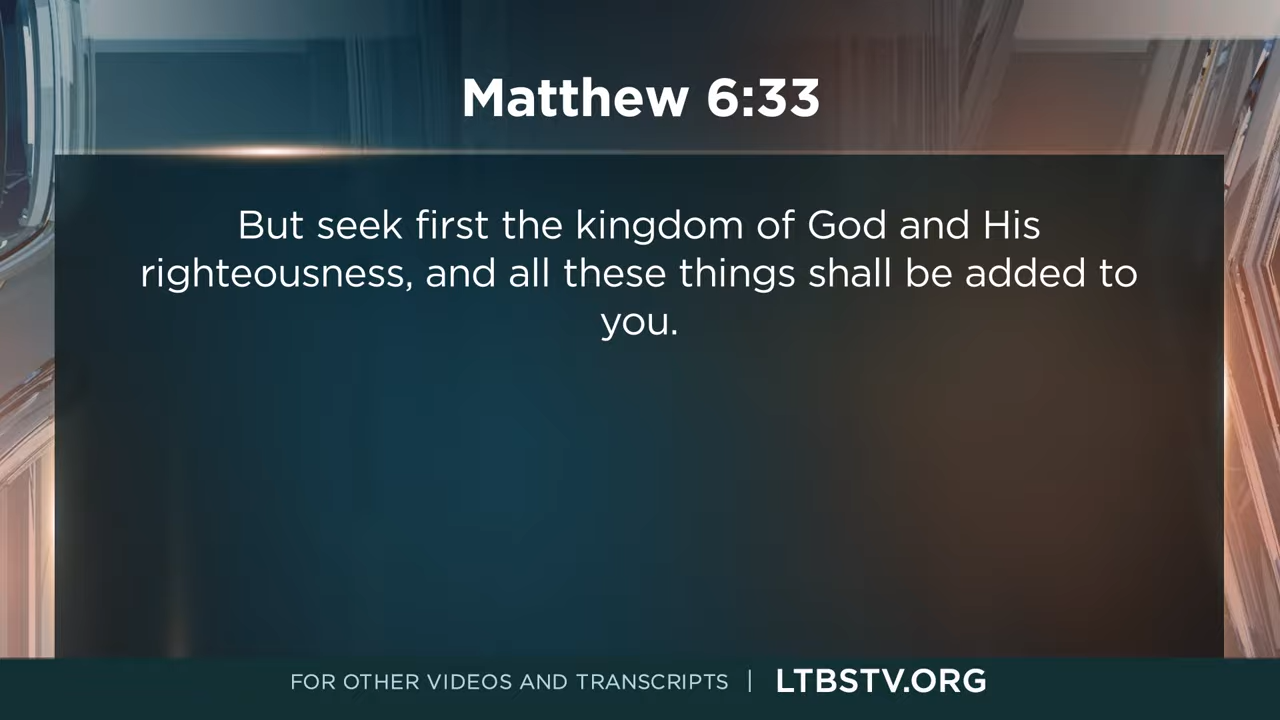 Matthew 6:33
But seek first the kingdom of God and His
righteousness, and all these things shall be added to
you.
FOR OTHER VIDEOS AND TRANSCRIPTS | LTBSTV.ORG